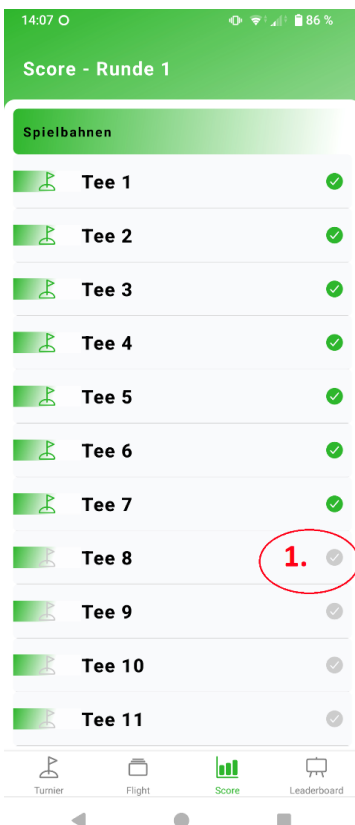 14:07 86 %
Score - Runde 1
Spielbahnen
Tee 1
Tee 2
Tee 3
Tee 4
Tee 5
Tee 6
Tee 7
Tee 8 1.
Tee 9
Tee 10
Tee 11
Turnier Flight Score Leaderboard